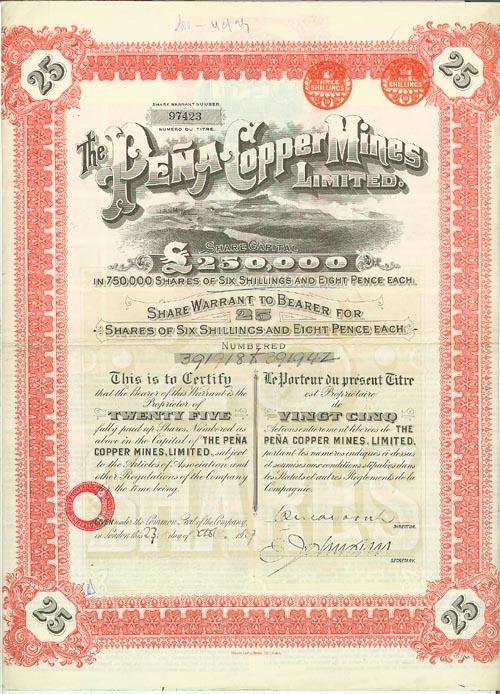 25
25
THREE
SHILLINGS
SHILLINGS
SHARE WARRANT NUMBER
97423
NUMÉRO DU TITRE.
The PEÑA Copper Mines
LIMITED.
SHARE CAPITAL
£250,000
IN 750,000 SHARES OF SIX SHILLINGS AND EIGHT PENCE EACH.
SHARE WARRANT TO BEARER FOR
25
SHARES OF SIX SHILLINGS AND EIGHT PENCE EACH
NUMBERED
391918 391942
This is to Certify
that the Bearer of this Warrant is the
Proprietor of
TWENTY FIVE
fully paid up Shares, Numbered as
above in the Capital of THE PEÑA
COPPER MINES, LIMITED, subject
to the Articles of Association and
other Regulations of the Company
for the time being.
Le Porteur du présent Titre
est Propriétaire
de
VINGT CINQ
Actions entierement liberées de THE
PEÑA COPPER MINES, LIMITED,
portant les numéros indiqués ci-dessus
et soumises aux conditions stipulées dans
les Statuts et autres Réglements de la
Compagnie.
GIVEN under the Common Seal of the Company,
in London this day of
DIRECTOR.
SECRETARY.
25
25